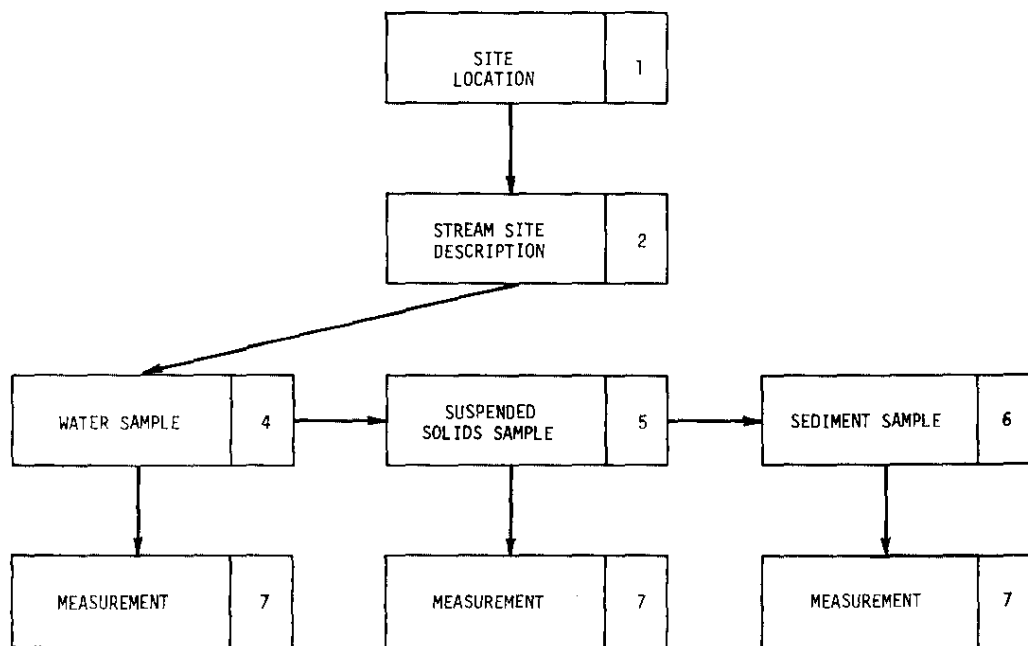 SITE
LOCATION
1
STREAM SITE
DESCRIPTION
2
WATER SAMPLE
4
SUSPENDED
SOLIDS SAMPLE
5
SEDIMENT SAMPLE
6
MEASUREMENT
7
MEASUREMENT
7
MEASUREMENT
7